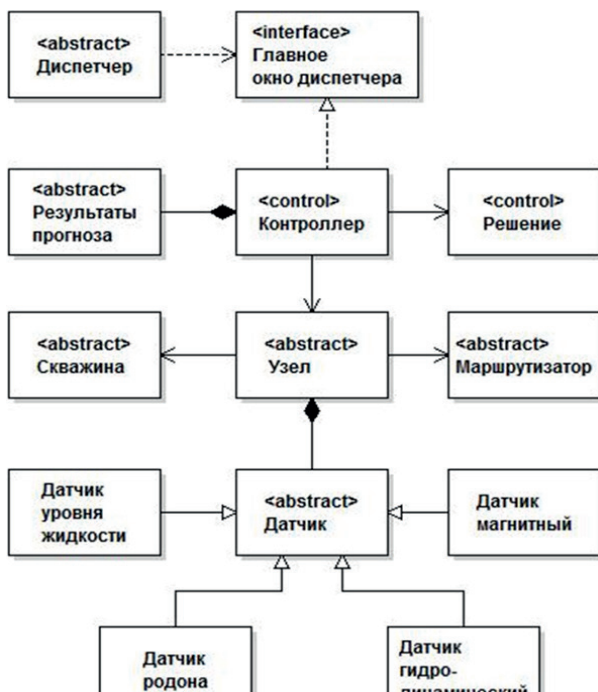 <abstract>
Диспетчер
<interface>
Главное
окно диспетчера
<abstract>
Результаты
прогноза
<control>
Контроллер
<control>
Решение
<abstract>
Скважина
<abstract>
Узел
<abstract>
Маршрутизатор
Датчик
уровня
жидкости
<abstract>
Датчик
Датчик
магнитный
Датчик
родона
Датчик
гидро-
динамический